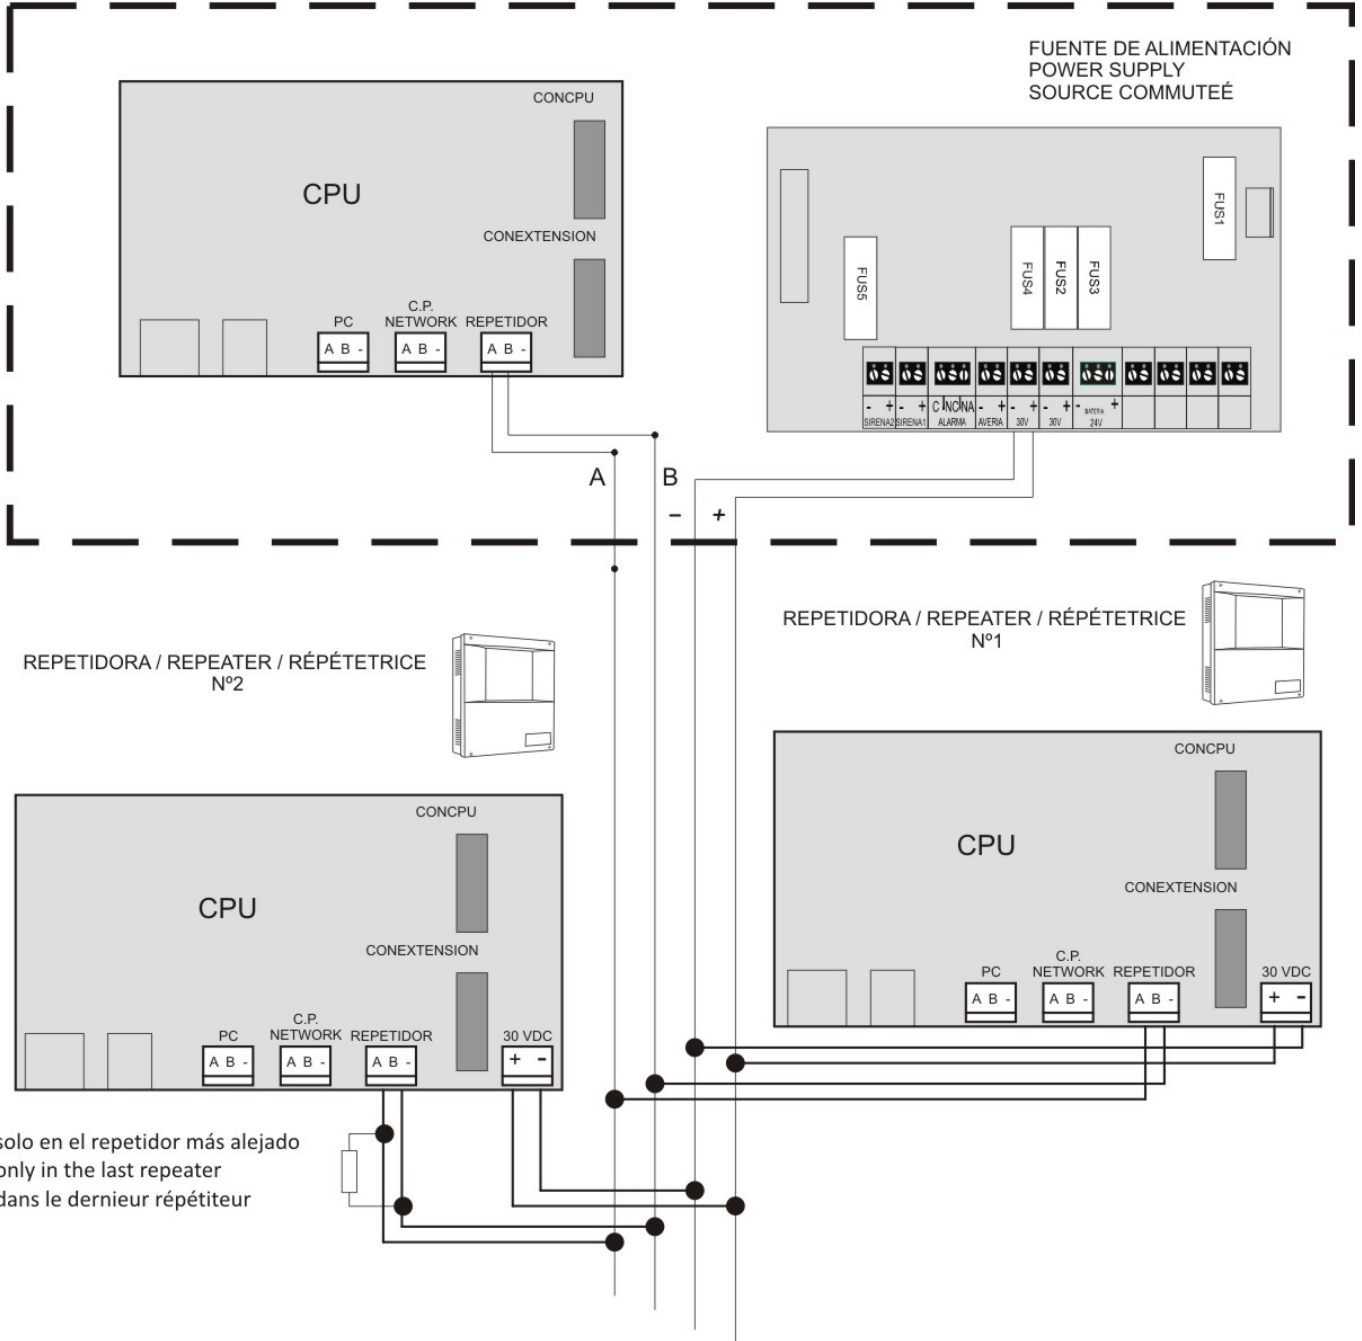 FUENTE DE ALIMENTACIÓN
POWER SUPPLY
SOURCE COMMUTEÉ
CONCPU
CPU
CONEXTENSION
C.P.
PC NETWORK REPETIDOR
A B - A B - A B -
FUS1
FUS5
FUS4
FUS2
FUS3
- + - + C NC NA - + - + - + - +
SIRENA2 SIRENA1 ALARMA AVERIA 30V 30V BATERIA 24V
A B
- +
REPETIDORA / REPEATER / RÉPÉTETRICE
Nº1
REPETIDORA / REPEATER / RÉPÉTETRICE
Nº2
CONCPU
CPU
CONEXTENSION
C.P.
PC NETWORK REPETIDOR 30 VDC
A B - A B - A B - + -
CONCPU
CPU
CONEXTENSION
C.P.
PC NETWORK REPETIDOR 30 VDC
A B - A B - A B - + -
solo en el repetidor más alejado
only in the last repeater
dans le dernieur répétiteur